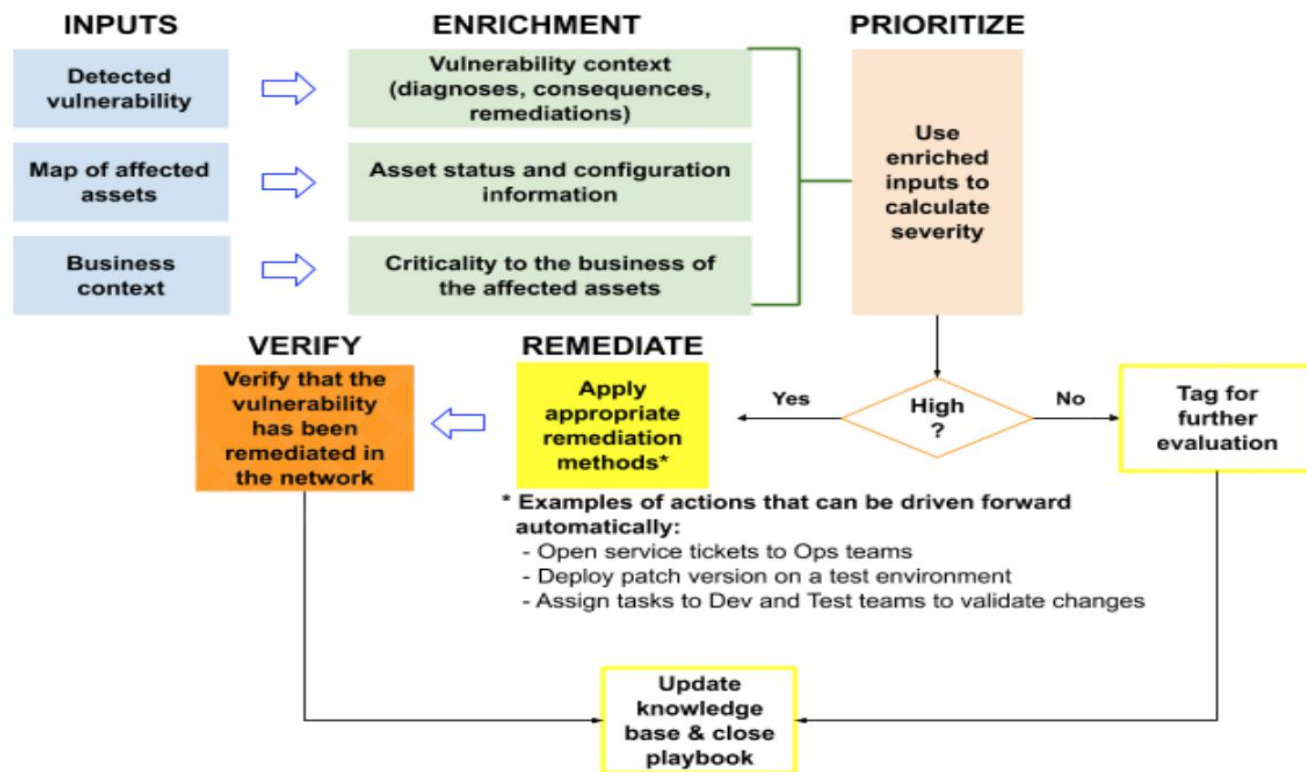 INPUTS
ENRICHMENT
PRIORITIZE
Detected
vulnerability
Vulnerability context
(diagnoses, consequences,
remediations)
Map of affected
assets
Asset status and configuration
information
Business
context
Criticality to the business of
the affected assets
Use
enriched
inputs to
calculate
severity
VERIFY
REMEDIATE
Verify that the
vulnerability
has been
remediated in
the network
Apply
appropriate
remediation
methods*
Yes
High
?
No
Tag for
further
evaluation
* Examples of actions that can be driven forward
automatically:
- Open service tickets to Ops teams
- Deploy patch version on a test environment
- Assign tasks to Dev and Test teams to validate changes
Update
knowledge
base & close
playbook